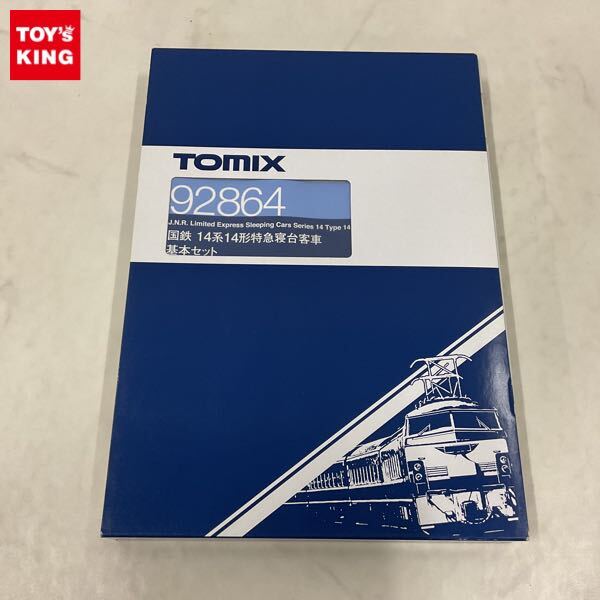 TOY's
KING
TOMIX
92864
J.N.R. Limited Express Sleeping Cars Series 14 Type 14
国鉄 14系14形特急寝台客車
基本セット